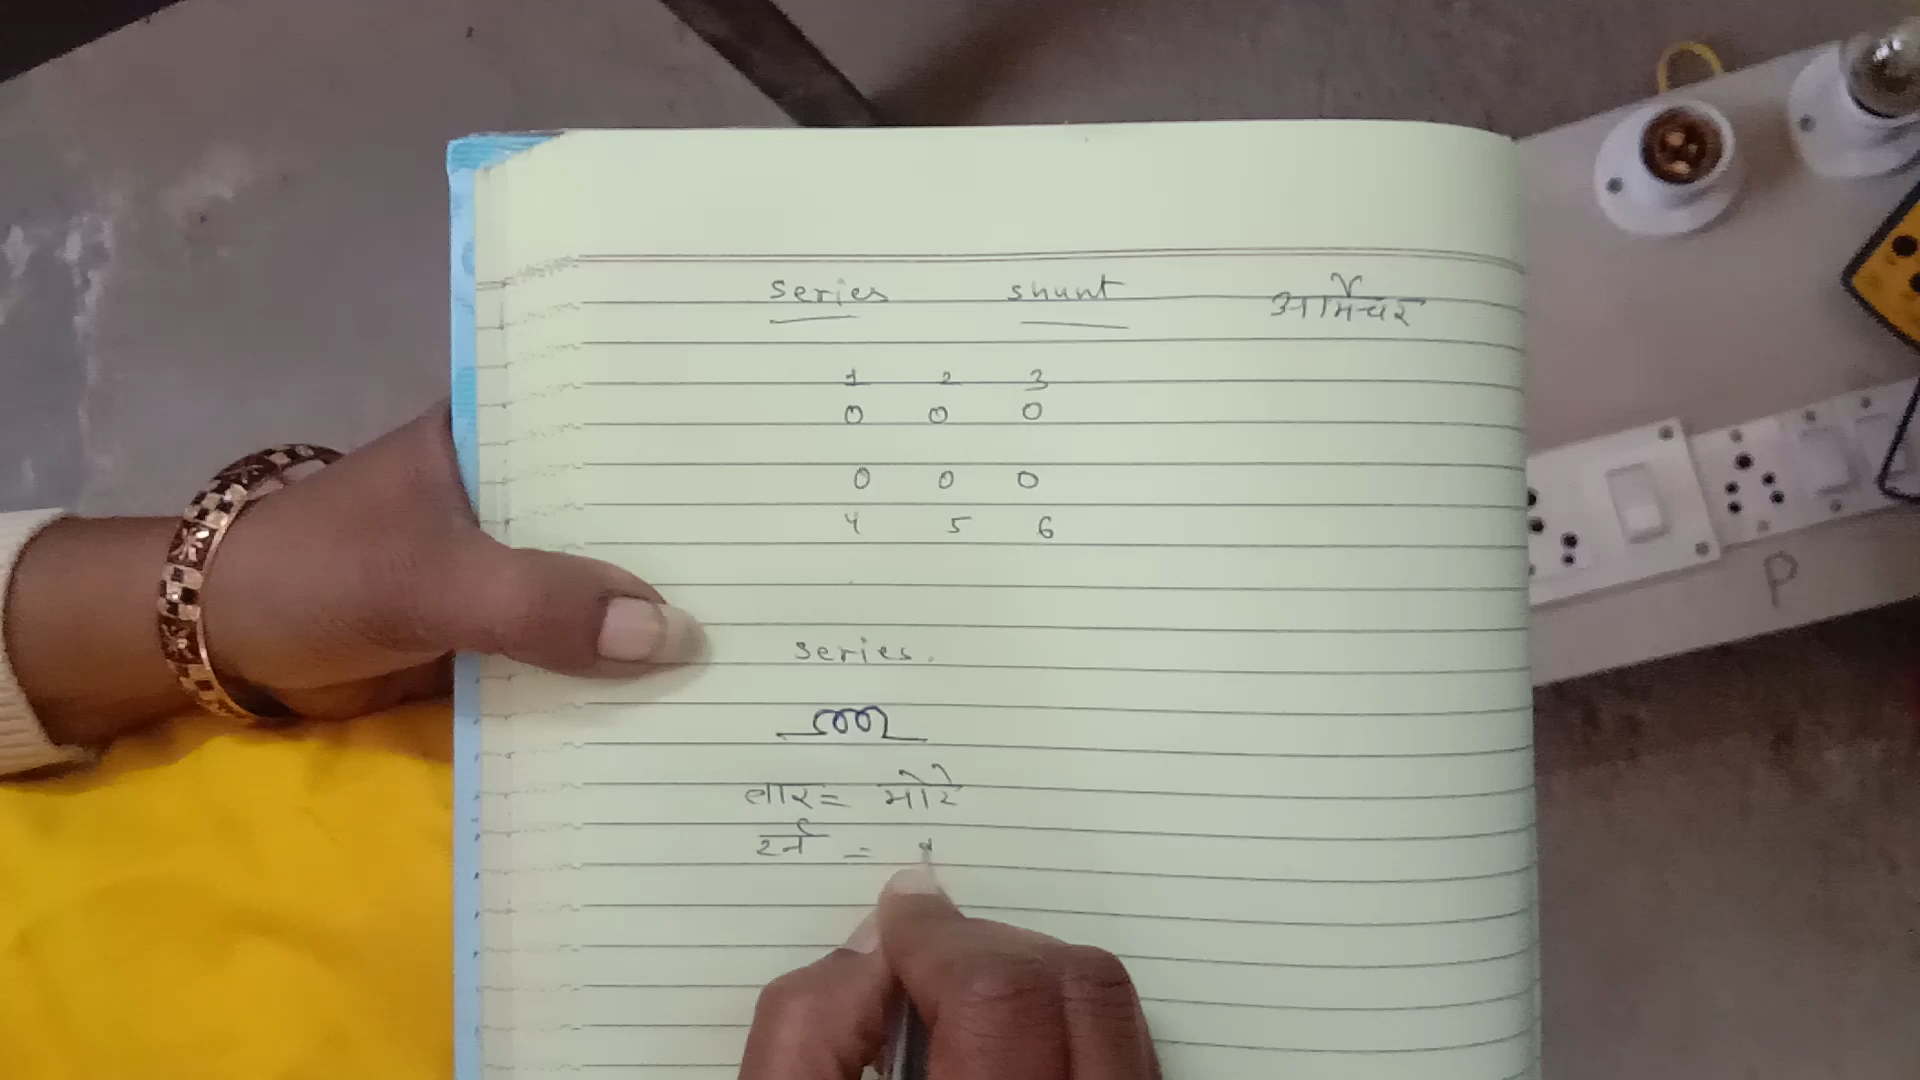 series shunt आर्मेचर
1 2 3
0 0 0
0 0 0
4 5 6
series.
तार = मोटे
टर्न =
P